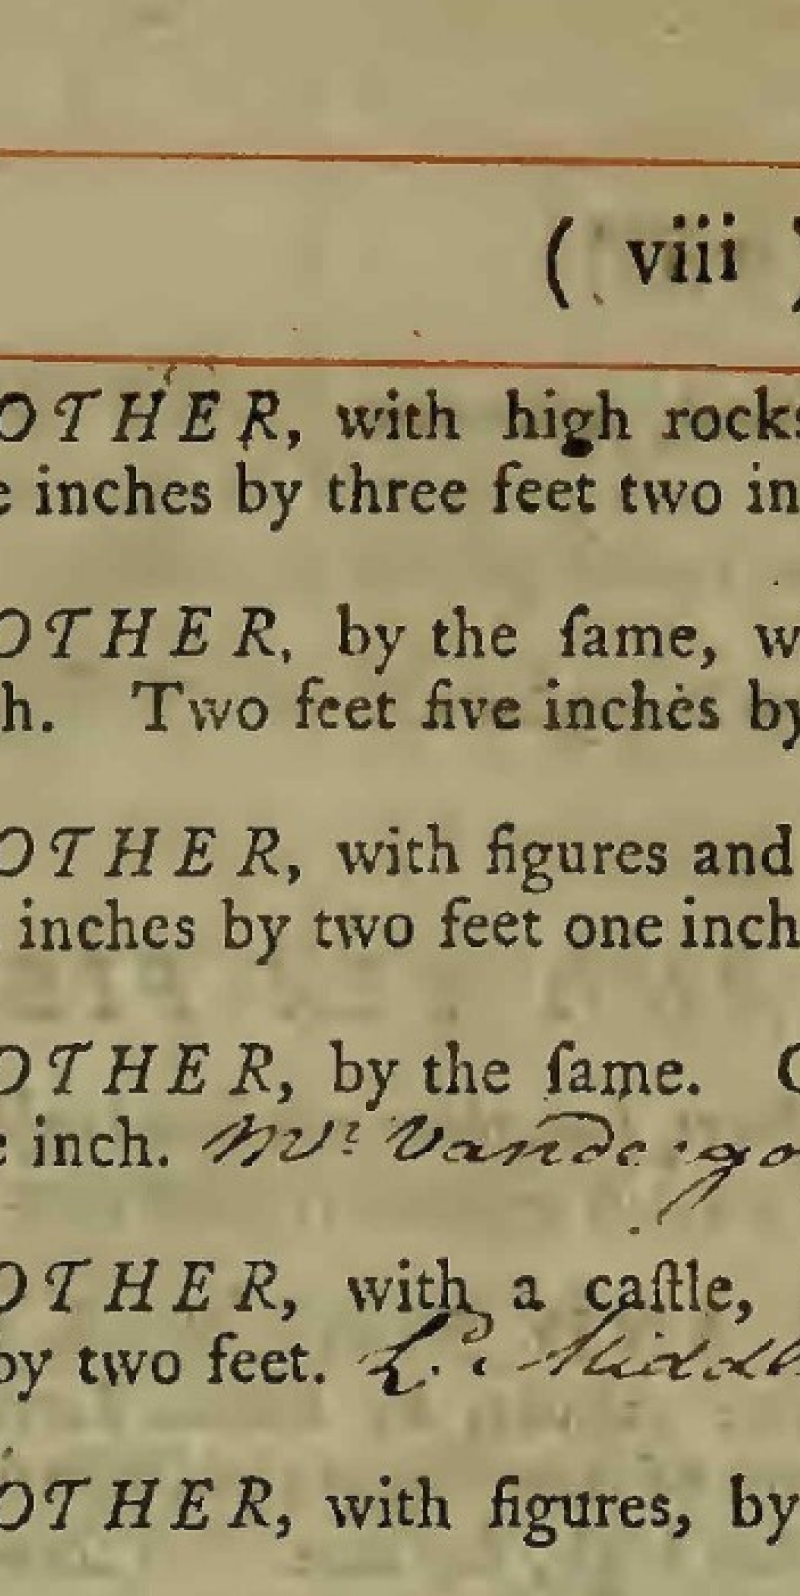 ( viii )
OTHER, with high rocks
e inches by three feet two in
OTHER, by the ſame, w
h. Two feet five inches by
OTHER, with figures and
inches by two feet one inch
OTHER, by the ſame.
e inch. Mr. Vandergo
OTHER, with a caſtle,
by two feet. L.
OTHER, with figures, by